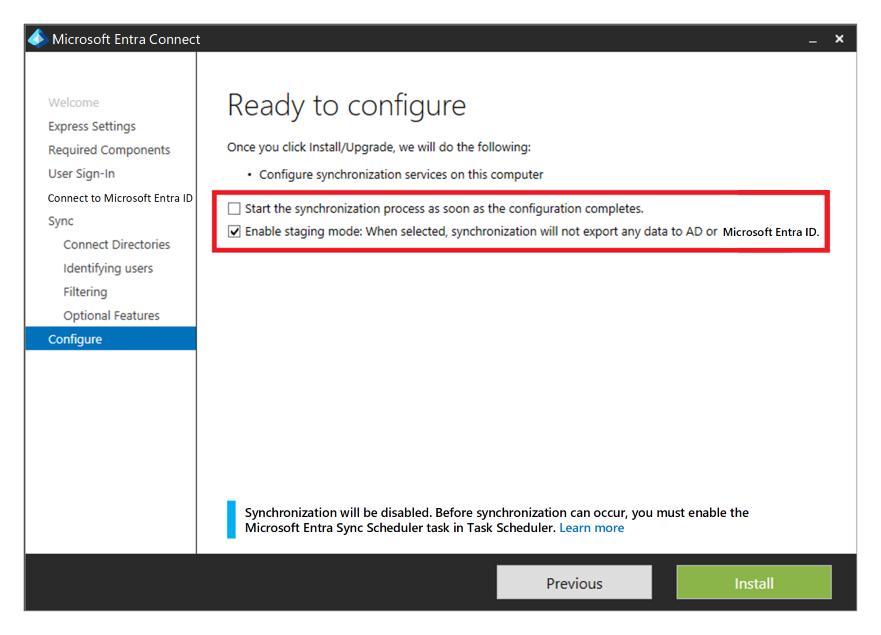 Microsoft Entra Connect
Welcome
Express Settings
Required Components
User Sign-In
Connect to Microsoft Entra ID
Sync
Connect Directories
Identifying users
Filtering
Optional Features
Configure
Ready to configure
Once you click Install/Upgrade, we will do the following:
• Configure synchronization services on this computer
Start the synchronization process as soon as the configuration completes.
Enable staging mode: When selected, synchronization will not export any data to AD or Microsoft Entra ID.
Synchronization will be disabled. Before synchronization can occur, you must enable the
Microsoft Entra Sync Scheduler task in Task Scheduler. Learn more
Previous
Install